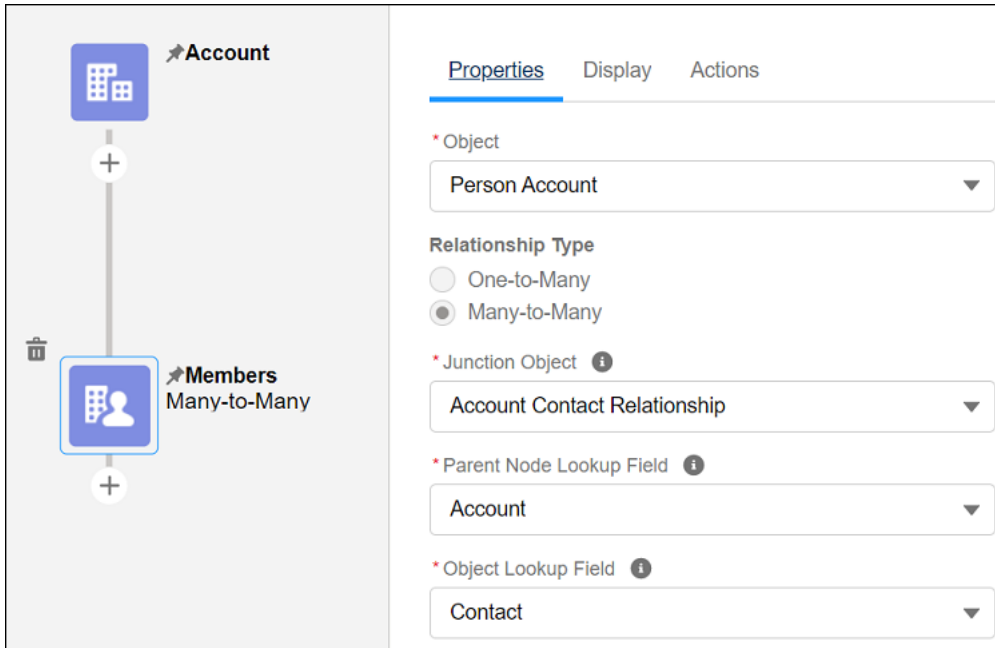 Account
Members
Many-to-Many
Properties Display Actions
* Object
Person Account
Relationship Type
One-to-Many
Many-to-Many
* Junction Object
Account Contact Relationship
* Parent Node Lookup Field
Account
* Object Lookup Field
Contact